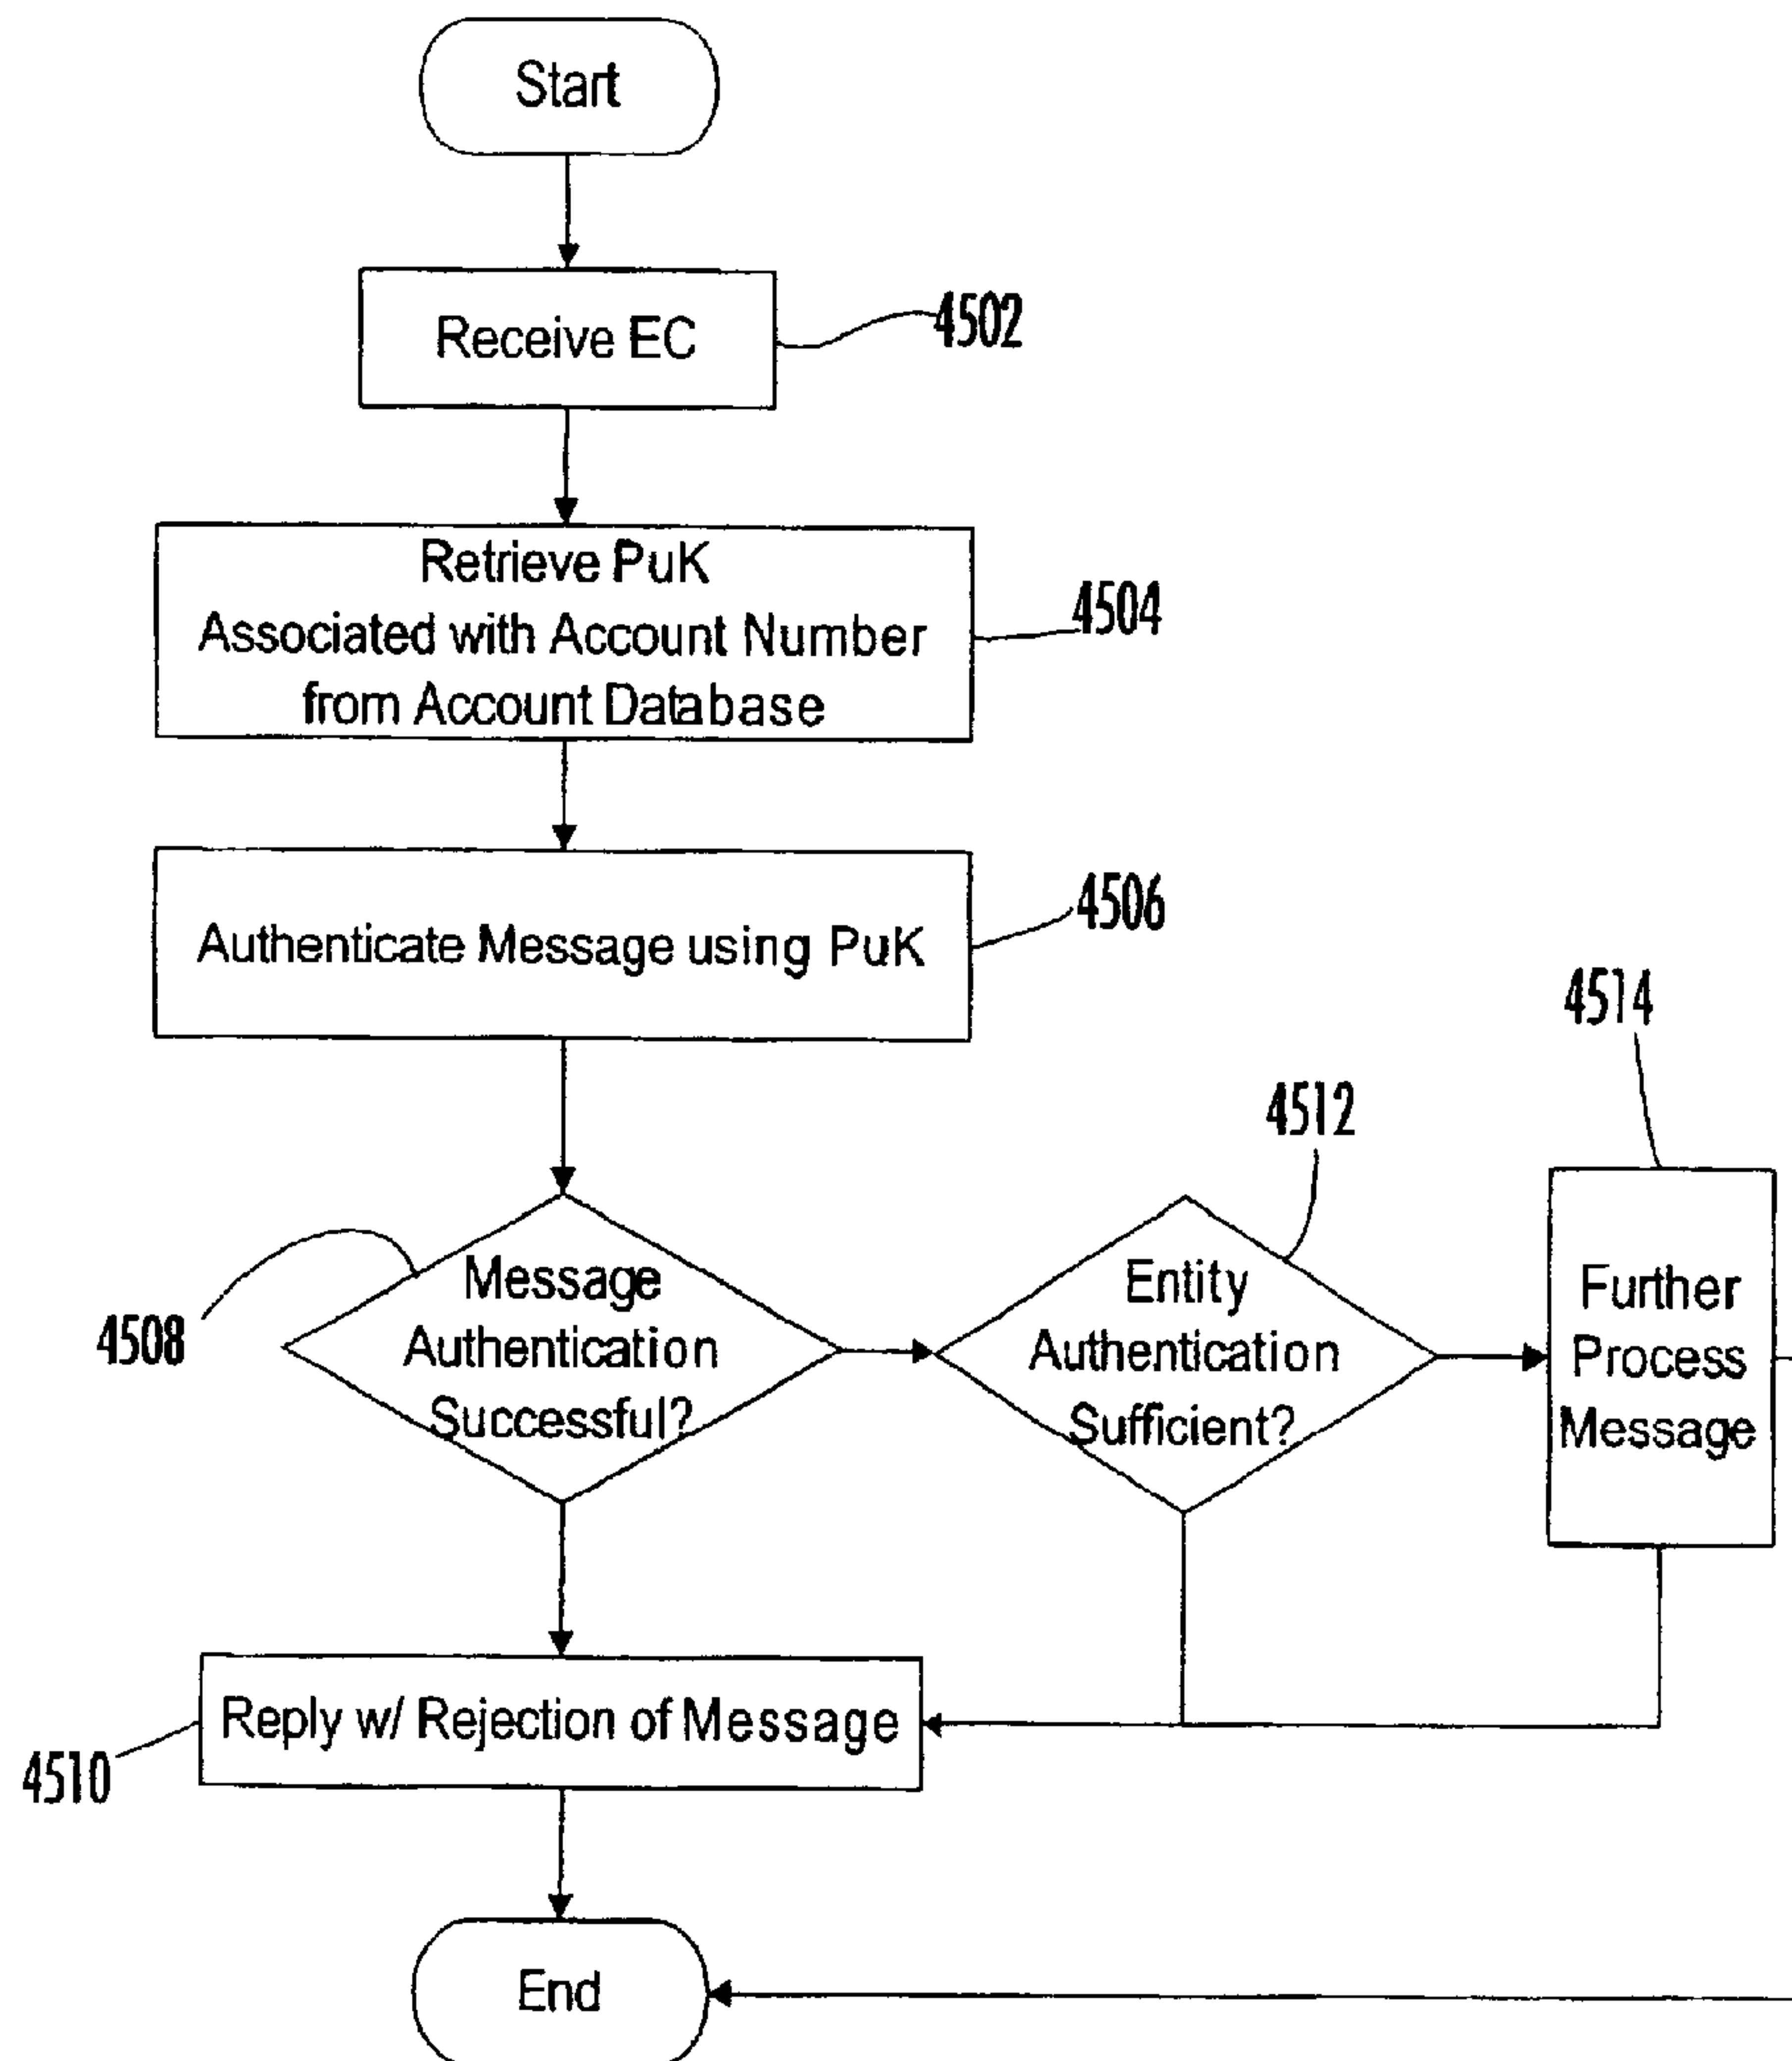 Start
Receive EC
4502
Retrieve PuK
Associated with Account Number
from Account Database
4504
Authenticate Message using PuK
4506
4514
4512
Message
Authentication
Successful?
4508
Entity
Authentication
Sufficient?
Further
Process
Message
Reply w/ Rejection of Message
4510
End